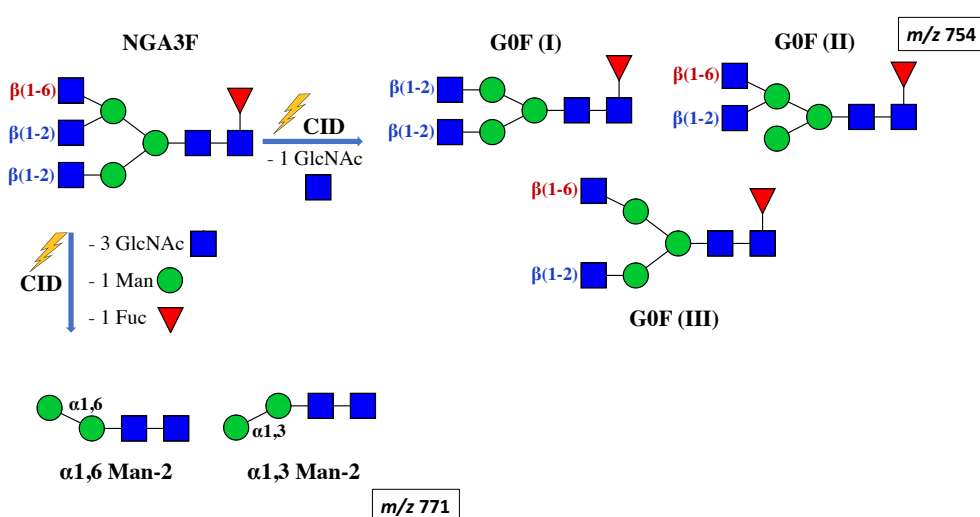 NGA3F
G0F (I)
G0F (II)
m/z 754
β(1-6)
β(1-2)
β(1-2)
CID
- 1 GlcNAc
β(1-2)
β(1-2)
β(1-6)
β(1-2)
β(1-6)
β(1-2)
G0F (III)
CID
- 3 GlcNAc
- 1 Man
- 1 Fuc
α1,6
α1,6 Man-2
α1,3
α1,3 Man-2
m/z 771